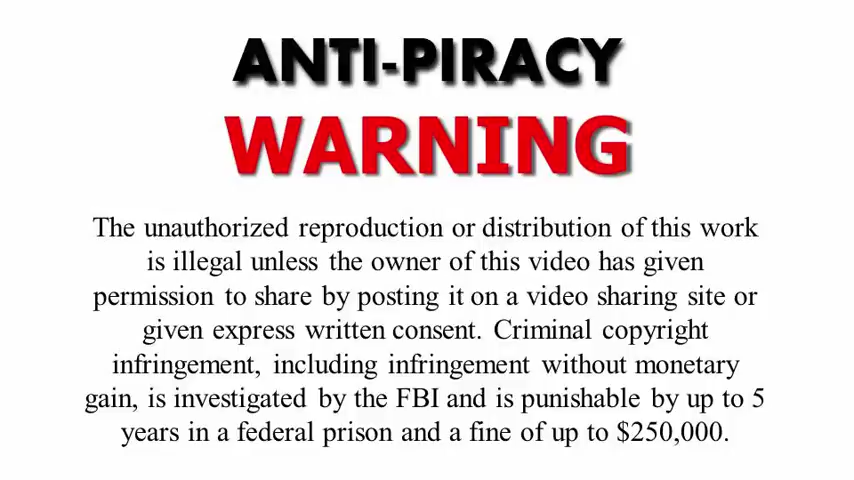 ANTI-PIRACY
WARNING
The unauthorized reproduction or distribution of this work
is illegal unless the owner of this video has given
permission to share by posting it on a video sharing site or
given express written consent. Criminal copyright
infringement, including infringement without monetary
gain, is investigated by the FBI and is punishable by up to 5
years in a federal prison and a fine of up to $250,000.